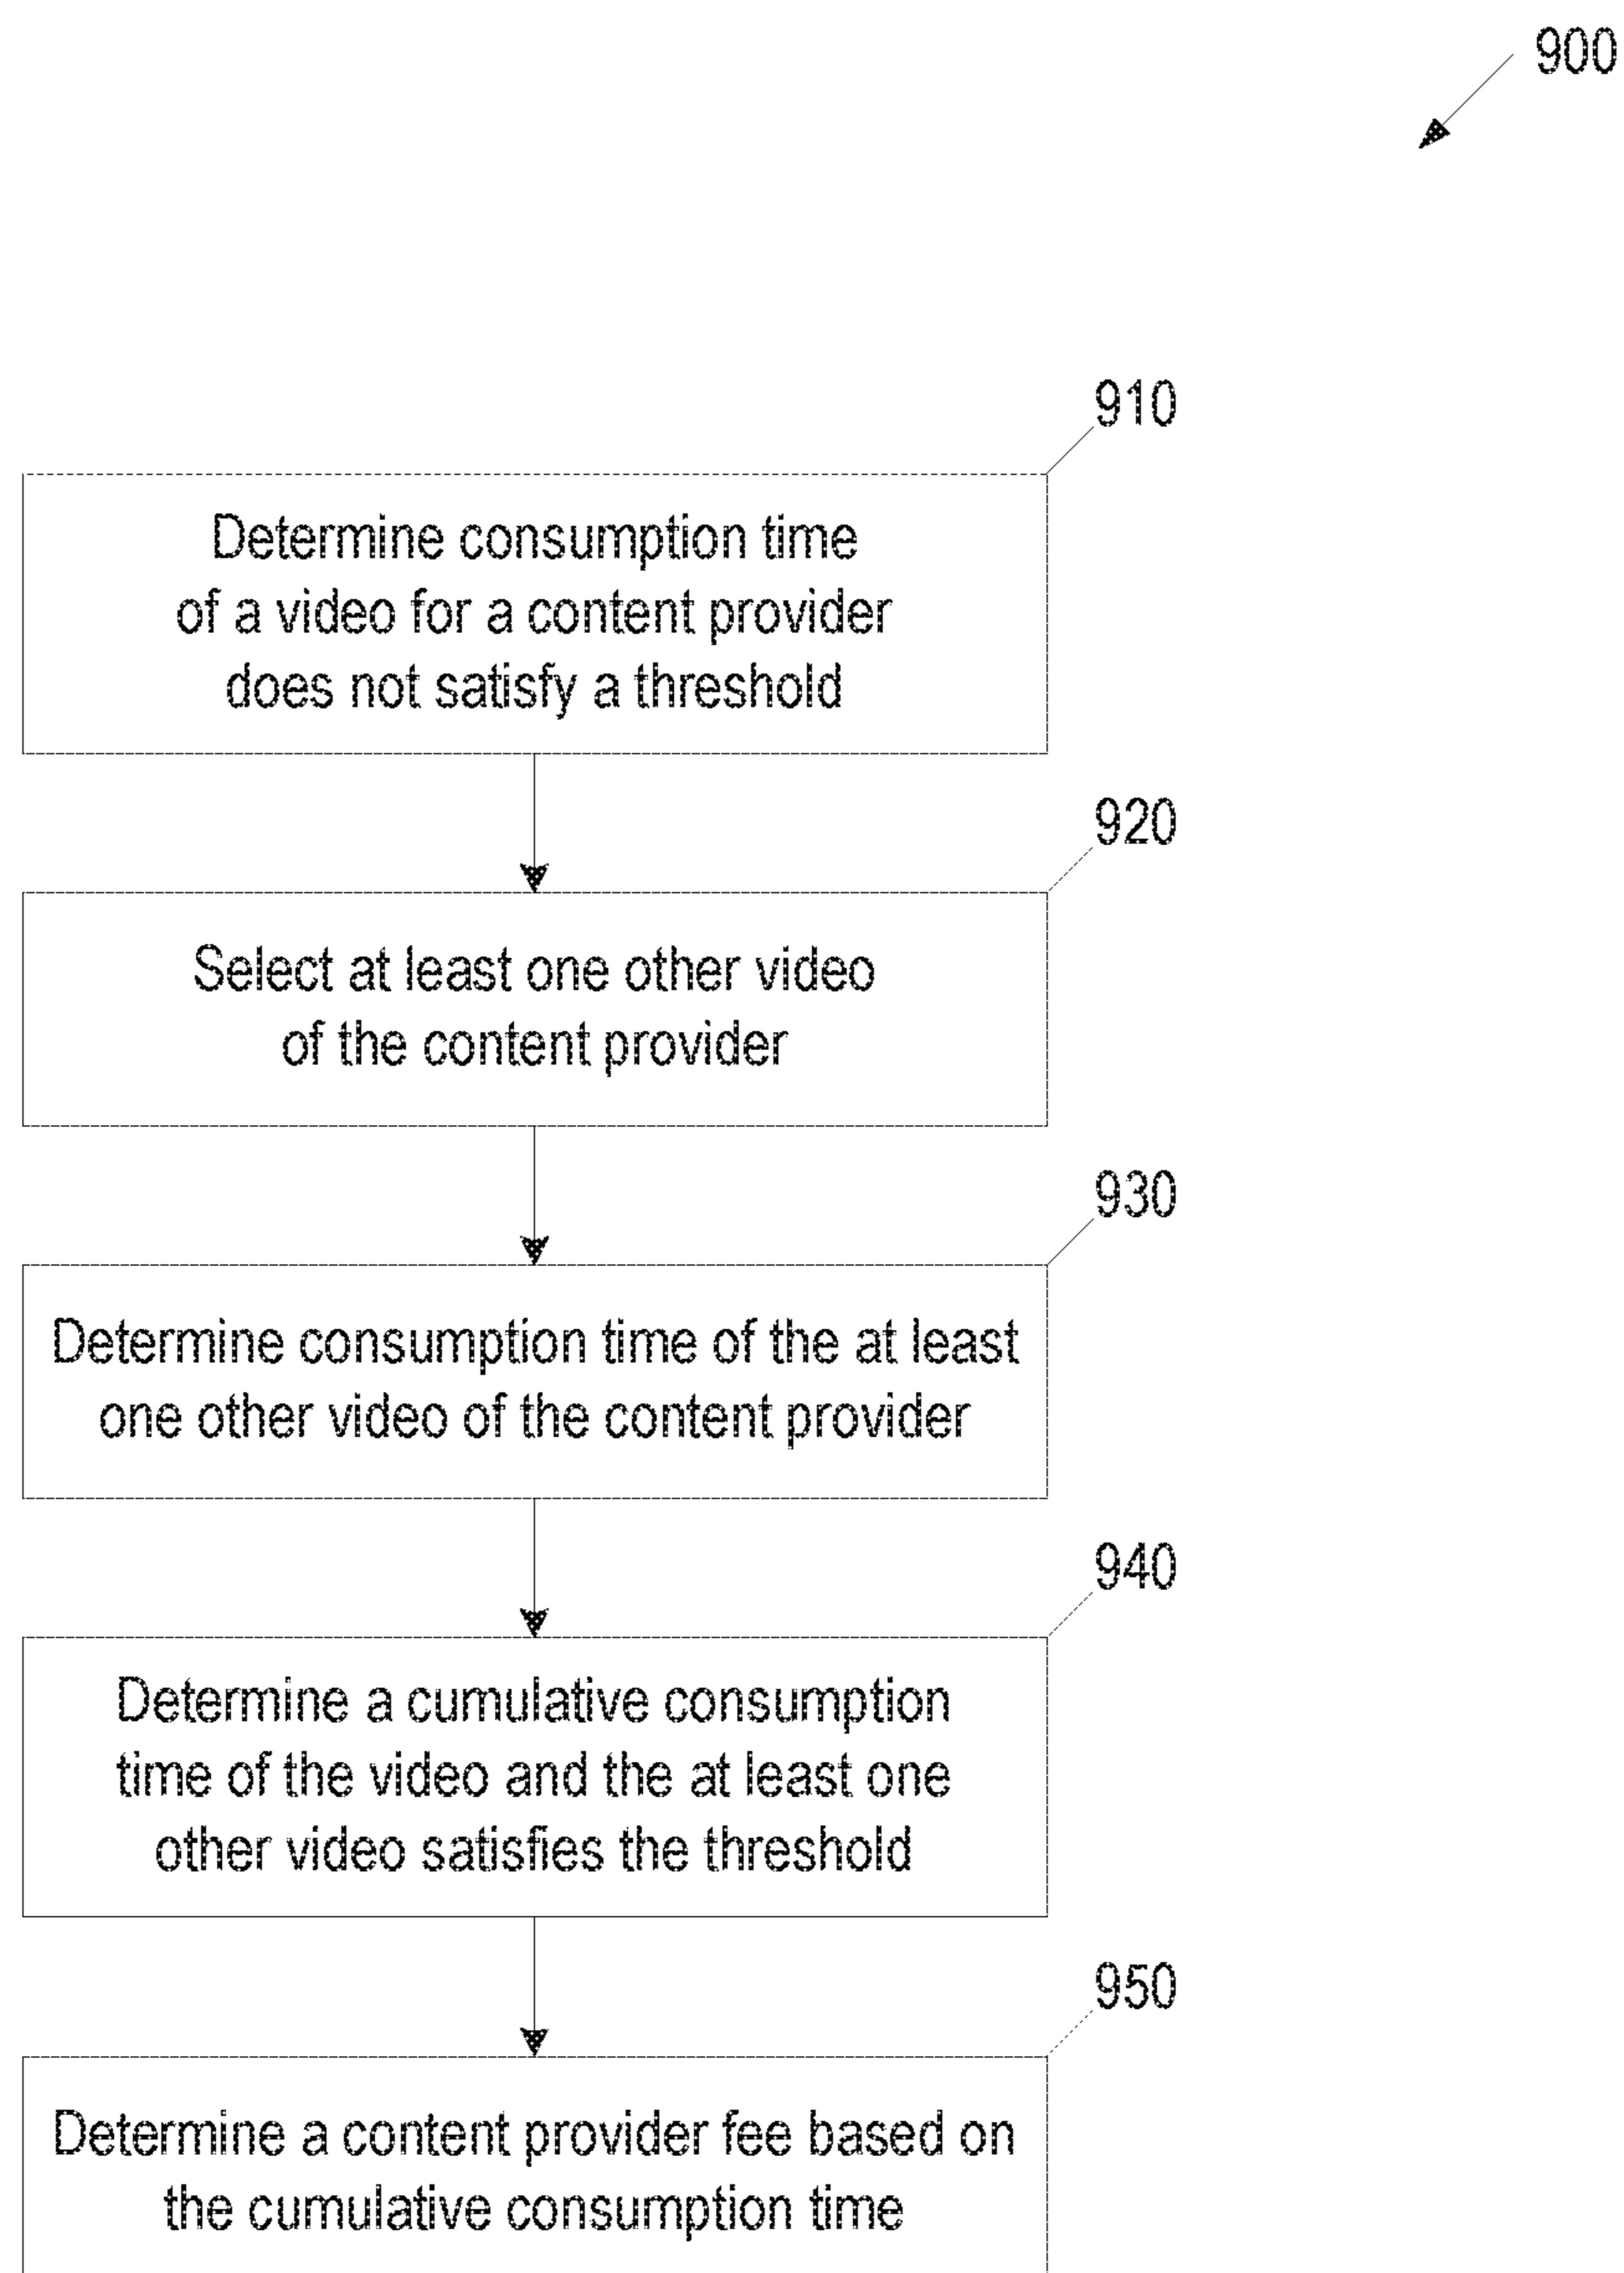 900
910
Determine consumption time
of a video for a content provider
does not satisfy a threshold
920
Select at least one other video
of the content provider
930
Determine consumption time of the at least
one other video of the content provider
940
Determine a cumulative consumption
time of the video and the at least one
other video satisfies the threshold
950
Determine a content provider fee based on
the cumulative consumption time